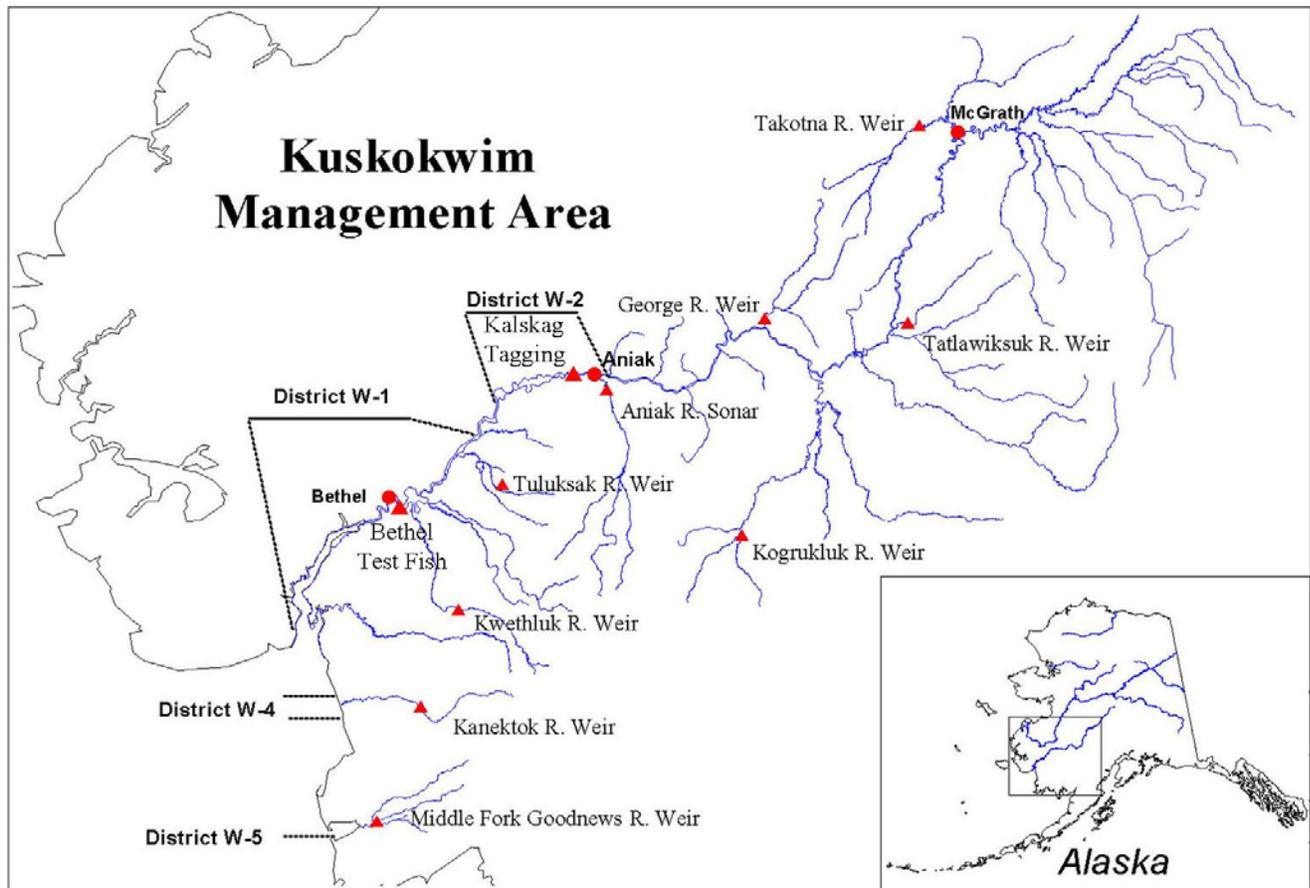 Kuskokwim
Management Area
Takotna R. Weir
McGrath
District W-2
Kalskag
Tagging
George R. Weir
Tatlawiksuk R. Weir
Aniak
Aniak R. Sonar
District W-1
Tuluksak R. Weir
Bethel
Bethel
Test Fish
Kogrukluk R. Weir
Kwethluk R. Weir
District W-4
Kanektok R. Weir
District W-5
Middle Fork Goodnews R. Weir
Alaska